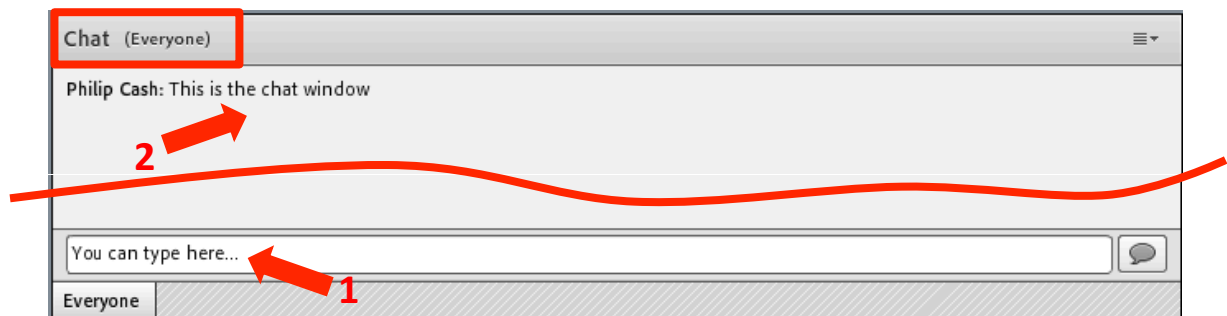 Chat (Everyone)
Philip Cash: This is the chat window
2
You can type here...
1
Everyone